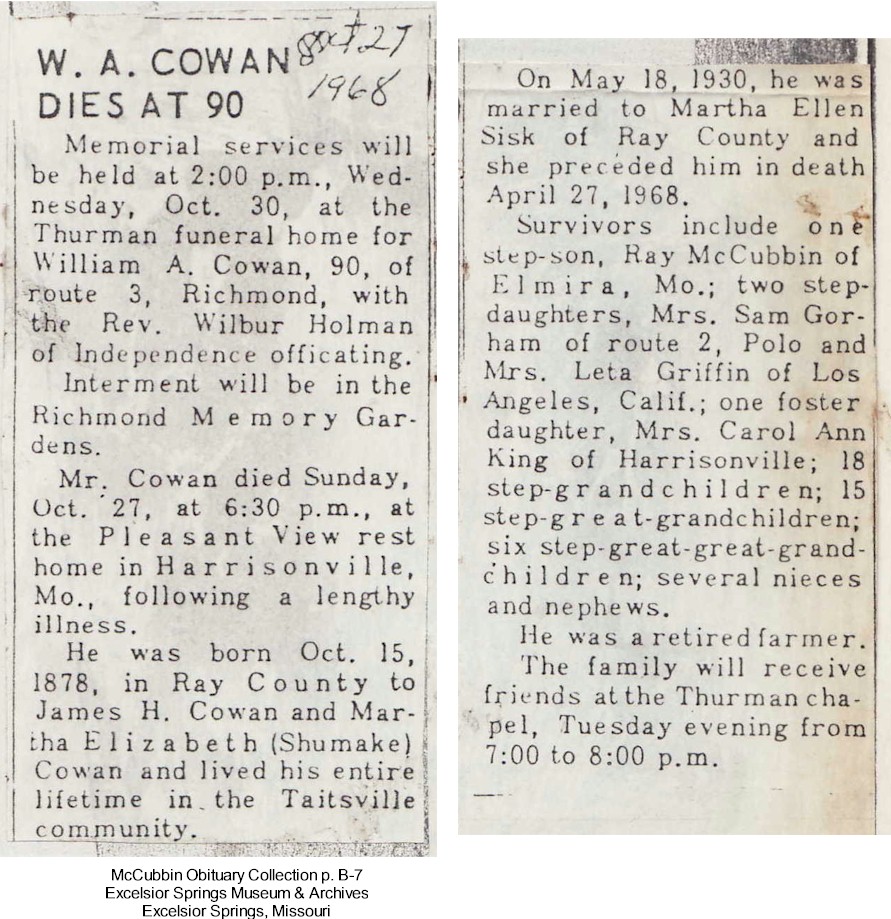 W. A. COWAN Oct 27
1968
DIES AT 90
Memorial services will
be held at 2:00 p.m., Wed-
nesday, Oct. 30, at the
Thurman funeral home for
William A. Cowan, 90, of
route 3, Richmond, with
the Rev. Wilbur Holman
of Independence officating.
Interment will be in the
Richmond Memory Gar-
dens.
Mr. Cowan died Sunday,
Oct. 27, at 6:30 p.m., at
the Pleasant View rest
home in Harrisonville,
Mo., following a lengthy
illness.
He was born Oct. 15,
1878, in Ray County to
James H. Cowan and Mar-
tha Elizabeth (Shumake)
Cowan and lived his entire
lifetime in the Taitsville
community.
On May 18, 1930, he was
married to Martha Ellen
Sisk of Ray County and
she preceded him in death
April 27, 1968.
Survivors include one
step-son, Ray McCubbin of
Elmira, Mo.; two step-
daughters, Mrs. Sam Gor-
ham of route 2, Polo and
Mrs. Leta Griffin of Los
Angeles, Calif.; one foster
daughter, Mrs. Carol Ann
King of Harrisonville; 18
step-grandchildren; 15
step-great-grandchildren;
six step-great-great-grand-
children; several nieces
and nephews.
He was a retired farmer.
The family will receive
friends at the Thurman cha-
pel, Tuesday evening from
7:00 to 8:00 p.m.
McCubbin Obituary Collection p. B-7
Excelsior Springs Museum & Archives
Excelsior Springs, Missouri